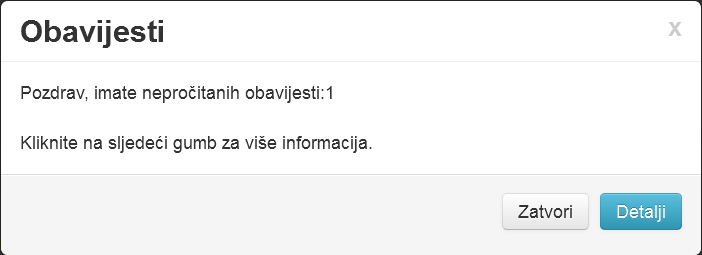 Obavijesti
x
Pozdrav, imate nepročitanih obavijesti:1
Kliknite na sljedeći gumb za više informacija.
Zatvori
Detalji